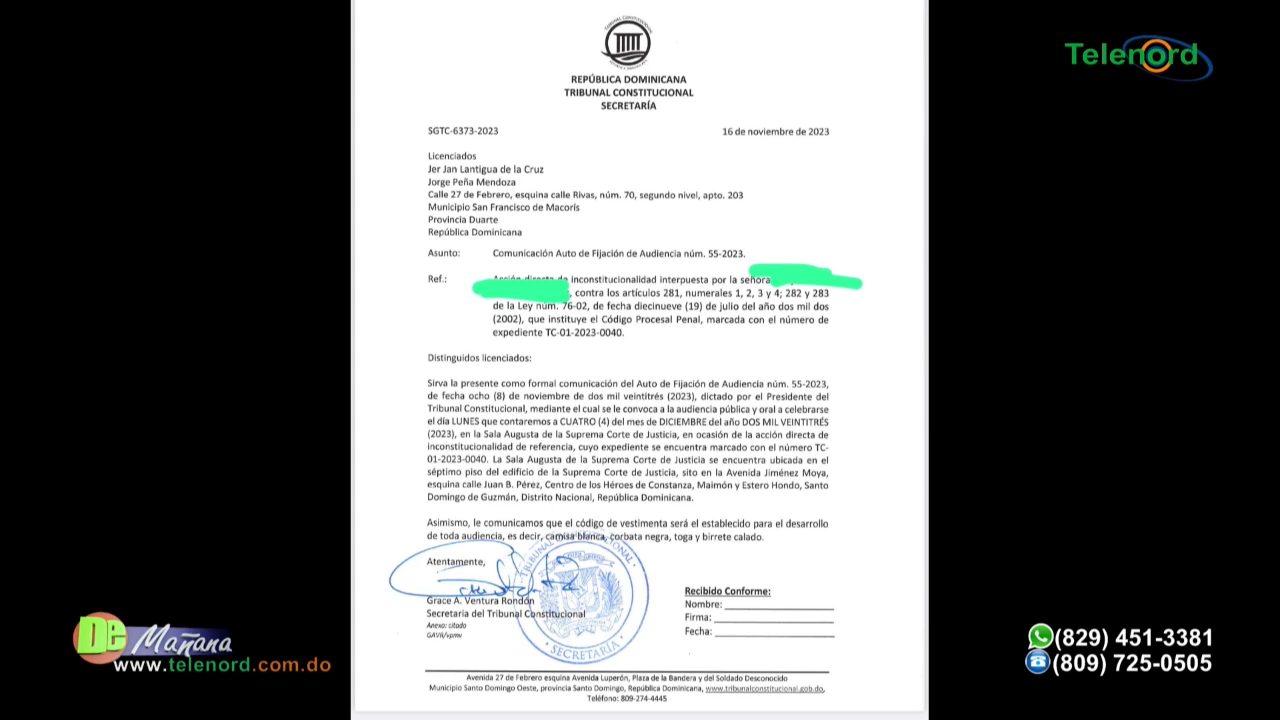 Telenord
REPÚBLICA DOMINICANA
TRIBUNAL CONSTITUCIONAL
SECRETARÍA
SGTC-6373-2023
16 de noviembre de 2023
Licenciados
Jer Jan Lantigua de la Cruz
Jorge Peña Mendoza
Calle 27 de Febrero, esquina calle Rivas, núm. 70, segundo nivel, apto. 203
Municipio San Francisco de Macorís
Provincia Duarte
República Dominicana
Asunto: Comunicación Auto de Fijación de Audiencia núm. 55-2023.
Ref.: Acción directa de inconstitucionalidad interpuesta por la señora
, contra los artículos 281, numerales 1, 2, 3 y 4; 282 y 283
de la Ley núm. 76-02, de fecha diecinueve (19) de julio del año dos mil dos
(2002), que instituye el Código Procesal Penal, marcada con el número de
expediente TC-01-2023-0040.
Distinguidos licenciados:
Sirva la presente como formal comunicación del Auto de Fijación de Audiencia núm. 55-2023,
de fecha ocho (8) de noviembre de dos mil veintitrés (2023), dictado por el Presidente del
Tribunal Constitucional, mediante el cual se le convoca a la audiencia pública y oral a celebrarse
el día LUNES que contaremos a CUATRO (4) del mes de DICIEMBRE del año DOS MIL VEINTITRÉS
(2023), en la Sala Augusta de la Suprema Corte de Justicia, en ocasión de la acción directa de
inconstitucionalidad de referencia, cuyo expediente se encuentra marcado con el número TC-
01-2023-0040. La Sala Augusta de la Suprema Corte de Justicia se encuentra ubicada en el
séptimo piso del edificio de la Suprema Corte de Justicia, sito en la Avenida Jiménez Moya,
esquina calle Juan B. Pérez, Centro de los Héroes de Constanza, Maimón y Estero Hondo, Santo
Domingo de Guzmán, Distrito Nacional, República Dominicana.
Asimismo, le comunicamos que el código de vestimenta será el establecido para el desarrollo
de toda audiencia, es decir, camisa blanca, corbata negra, toga y birrete calado.
Atentamente,
Grace A. Ventura Rondón
Secretaria del Tribunal Constitucional
Anexo: citado
GAVR/vpmv
SECRETARÍA
Recibido Conforme:
Nombre:
Firma:
Fecha:
Avenida 27 de Febrero esquina Avenida Luperón, Plaza de la Bandera y del Soldado Desconocido
Municipio Santo Domingo Oeste, provincia Santo Domingo, República Dominicana, www.tribunalconstitucional.gob.do,
Teléfono: 809-274-4445
DE Mañana
www.telenord.com.do
(829) 451-3381
(809) 725-0505